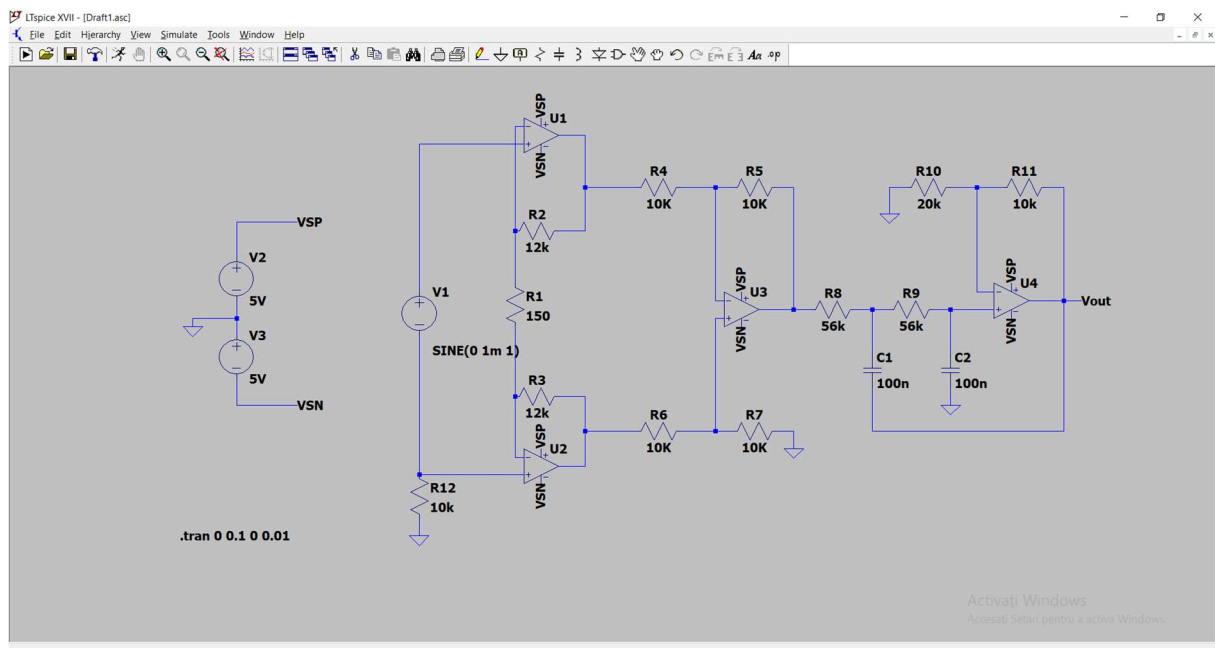 LTspice XVII - [Draft1.asc]
File Edit Hierarchy View Simulate Tools Window Help
Aa .op
VSP
V2
5V
V3
5V
VSN
.tran 0 0.1 0 0.01
V1
SINE(0 1m 1)
R12
10k
VSP
U1
VSN
R2
12k
R1
150
R3
12k
VSP
U2
VSN
R4
10K
R5
10K
VSP
U3
VSN
R6
10K
R7
10K
R8
56k
R9
56k
C1
100n
C2
100n
R10
20k
R11
10k
VSP
U4
VSN
Vout
Activați Windows
Accesați Setări pentru a activa Windows.